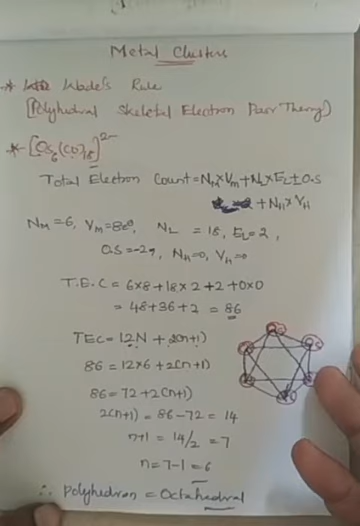 Metal Clusters
* Wade's Rule
(Polyhedral Skeletal Electron Pair Theory)
* [Os6(CO)18]2-
Total Electron Count = NM×VM + NL×EL ± O.S
+ NH×VH
NM=6, VM=8e⊖, NL = 18, EL=2,
O.S=-2, NH=0, VH=0
T.E.C = 6×8+18×2+2+0×0
= 48+36+2 = 86
TEC = 12N + 2(n+1)
86 = 12×6 + 2(n+1)
86 = 72 + 2(n+1)
2(n+1) = 86-72 = 14
n+1 = 14/2 = 7
n = 7-1 = 6
∴ Polyhedron = Octahedral